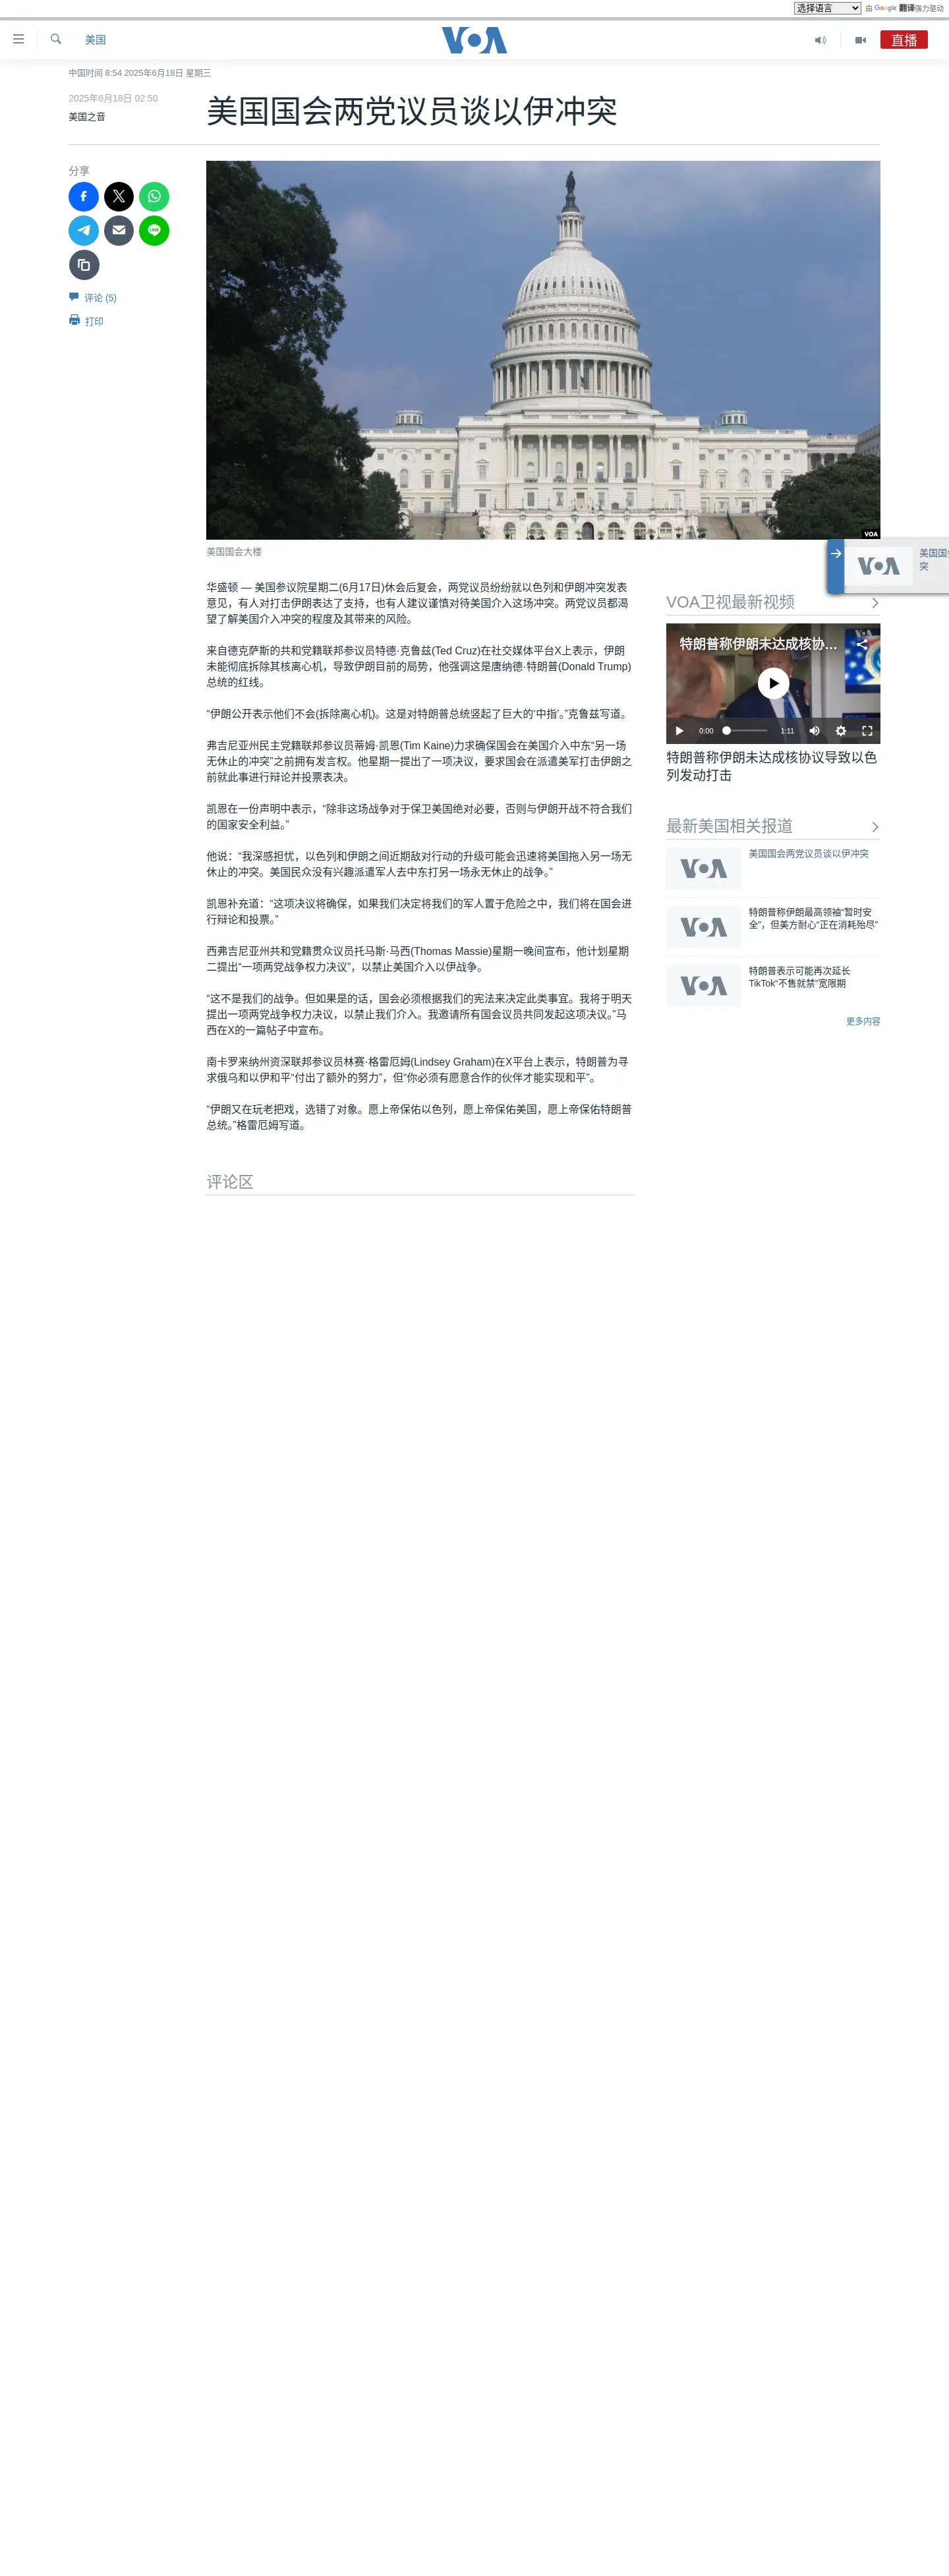 选择语言
由 Google 翻译强力驱动
美国
VOA
直播
中国时间 8:54 2025年6月18日 星期三
2025年6月18日 02:50
美国之音
美国国会两党议员谈以伊冲突
分享
LINE
评论 (5)
打印
VOA
美国国会大楼
美国国会
突
VOA
华盛顿 — 美国参议院星期二(6月17日)休会后复会，两党议员纷纷就以色列和伊朗冲突发表
意见，有人对打击伊朗表达了支持，也有人建议谨慎对待美国介入这场冲突。两党议员都渴
望了解美国介入冲突的程度及其带来的风险。
来自德克萨斯的共和党籍联邦参议员特德·克鲁兹(Ted Cruz)在社交媒体平台X上表示，伊朗
未能彻底拆除其核离心机，导致伊朗目前的局势，他强调这是唐纳德·特朗普(Donald Trump)
总统的红线。
“伊朗公开表示他们不会(拆除离心机)。这是对特朗普总统竖起了巨大的‘中指’。”克鲁兹写道。
弗吉尼亚州民主党籍联邦参议员蒂姆·凯恩(Tim Kaine)力求确保国会在美国介入中东“另一场
无休止的冲突”之前拥有发言权。他星期一提出了一项决议，要求国会在派遣美军打击伊朗之
前就此事进行辩论并投票表决。
凯恩在一份声明中表示，“除非这场战争对于保卫美国绝对必要，否则与伊朗开战不符合我们
的国家安全利益。”
他说：“我深感担忧，以色列和伊朗之间近期敌对行动的升级可能会迅速将美国拖入另一场无
休止的冲突。美国民众没有兴趣派遣军人去中东打另一场永无休止的战争。”
凯恩补充道：“这项决议将确保，如果我们决定将我们的军人置于危险之中，我们将在国会进
行辩论和投票。”
西弗吉尼亚州共和党籍众议员托马斯·马西(Thomas Massie)星期一晚间宣布，他计划星期
二提出“一项两党战争权力决议”，以禁止美国介入以伊战争。
“这不是我们的战争。但如果是的话，国会必须根据我们的宪法来决定此类事宜。我将于明天
提出一项两党战争权力决议，以禁止我们介入。我邀请所有国会议员共同发起这项决议。”马
西在X的一篇帖子中宣布。
南卡罗来纳州资深联邦参议员林赛·格雷厄姆(Lindsey Graham)在X平台上表示，特朗普为寻
求俄乌和以伊和平“付出了额外的努力”，但“你必须有愿意合作的伙伴才能实现和平”。
“伊朗又在玩老把戏，选错了对象。愿上帝保佑以色列，愿上帝保佑美国，愿上帝保佑特朗普
总统。”格雷厄姆写道。
评论区
VOA卫视最新视频
特朗普称伊朗未达成核协...
0:00
1:11
特朗普称伊朗未达成核协议导致以色
列发动打击
最新美国相关报道
VOA
美国国会两党议员谈以伊冲突
VOA
特朗普称伊朗最高领袖“暂时安
全”，但美方耐心“正在消耗殆尽”
VOA
特朗普表示可能再次延长
TikTok“不售就禁”宽限期
更多内容